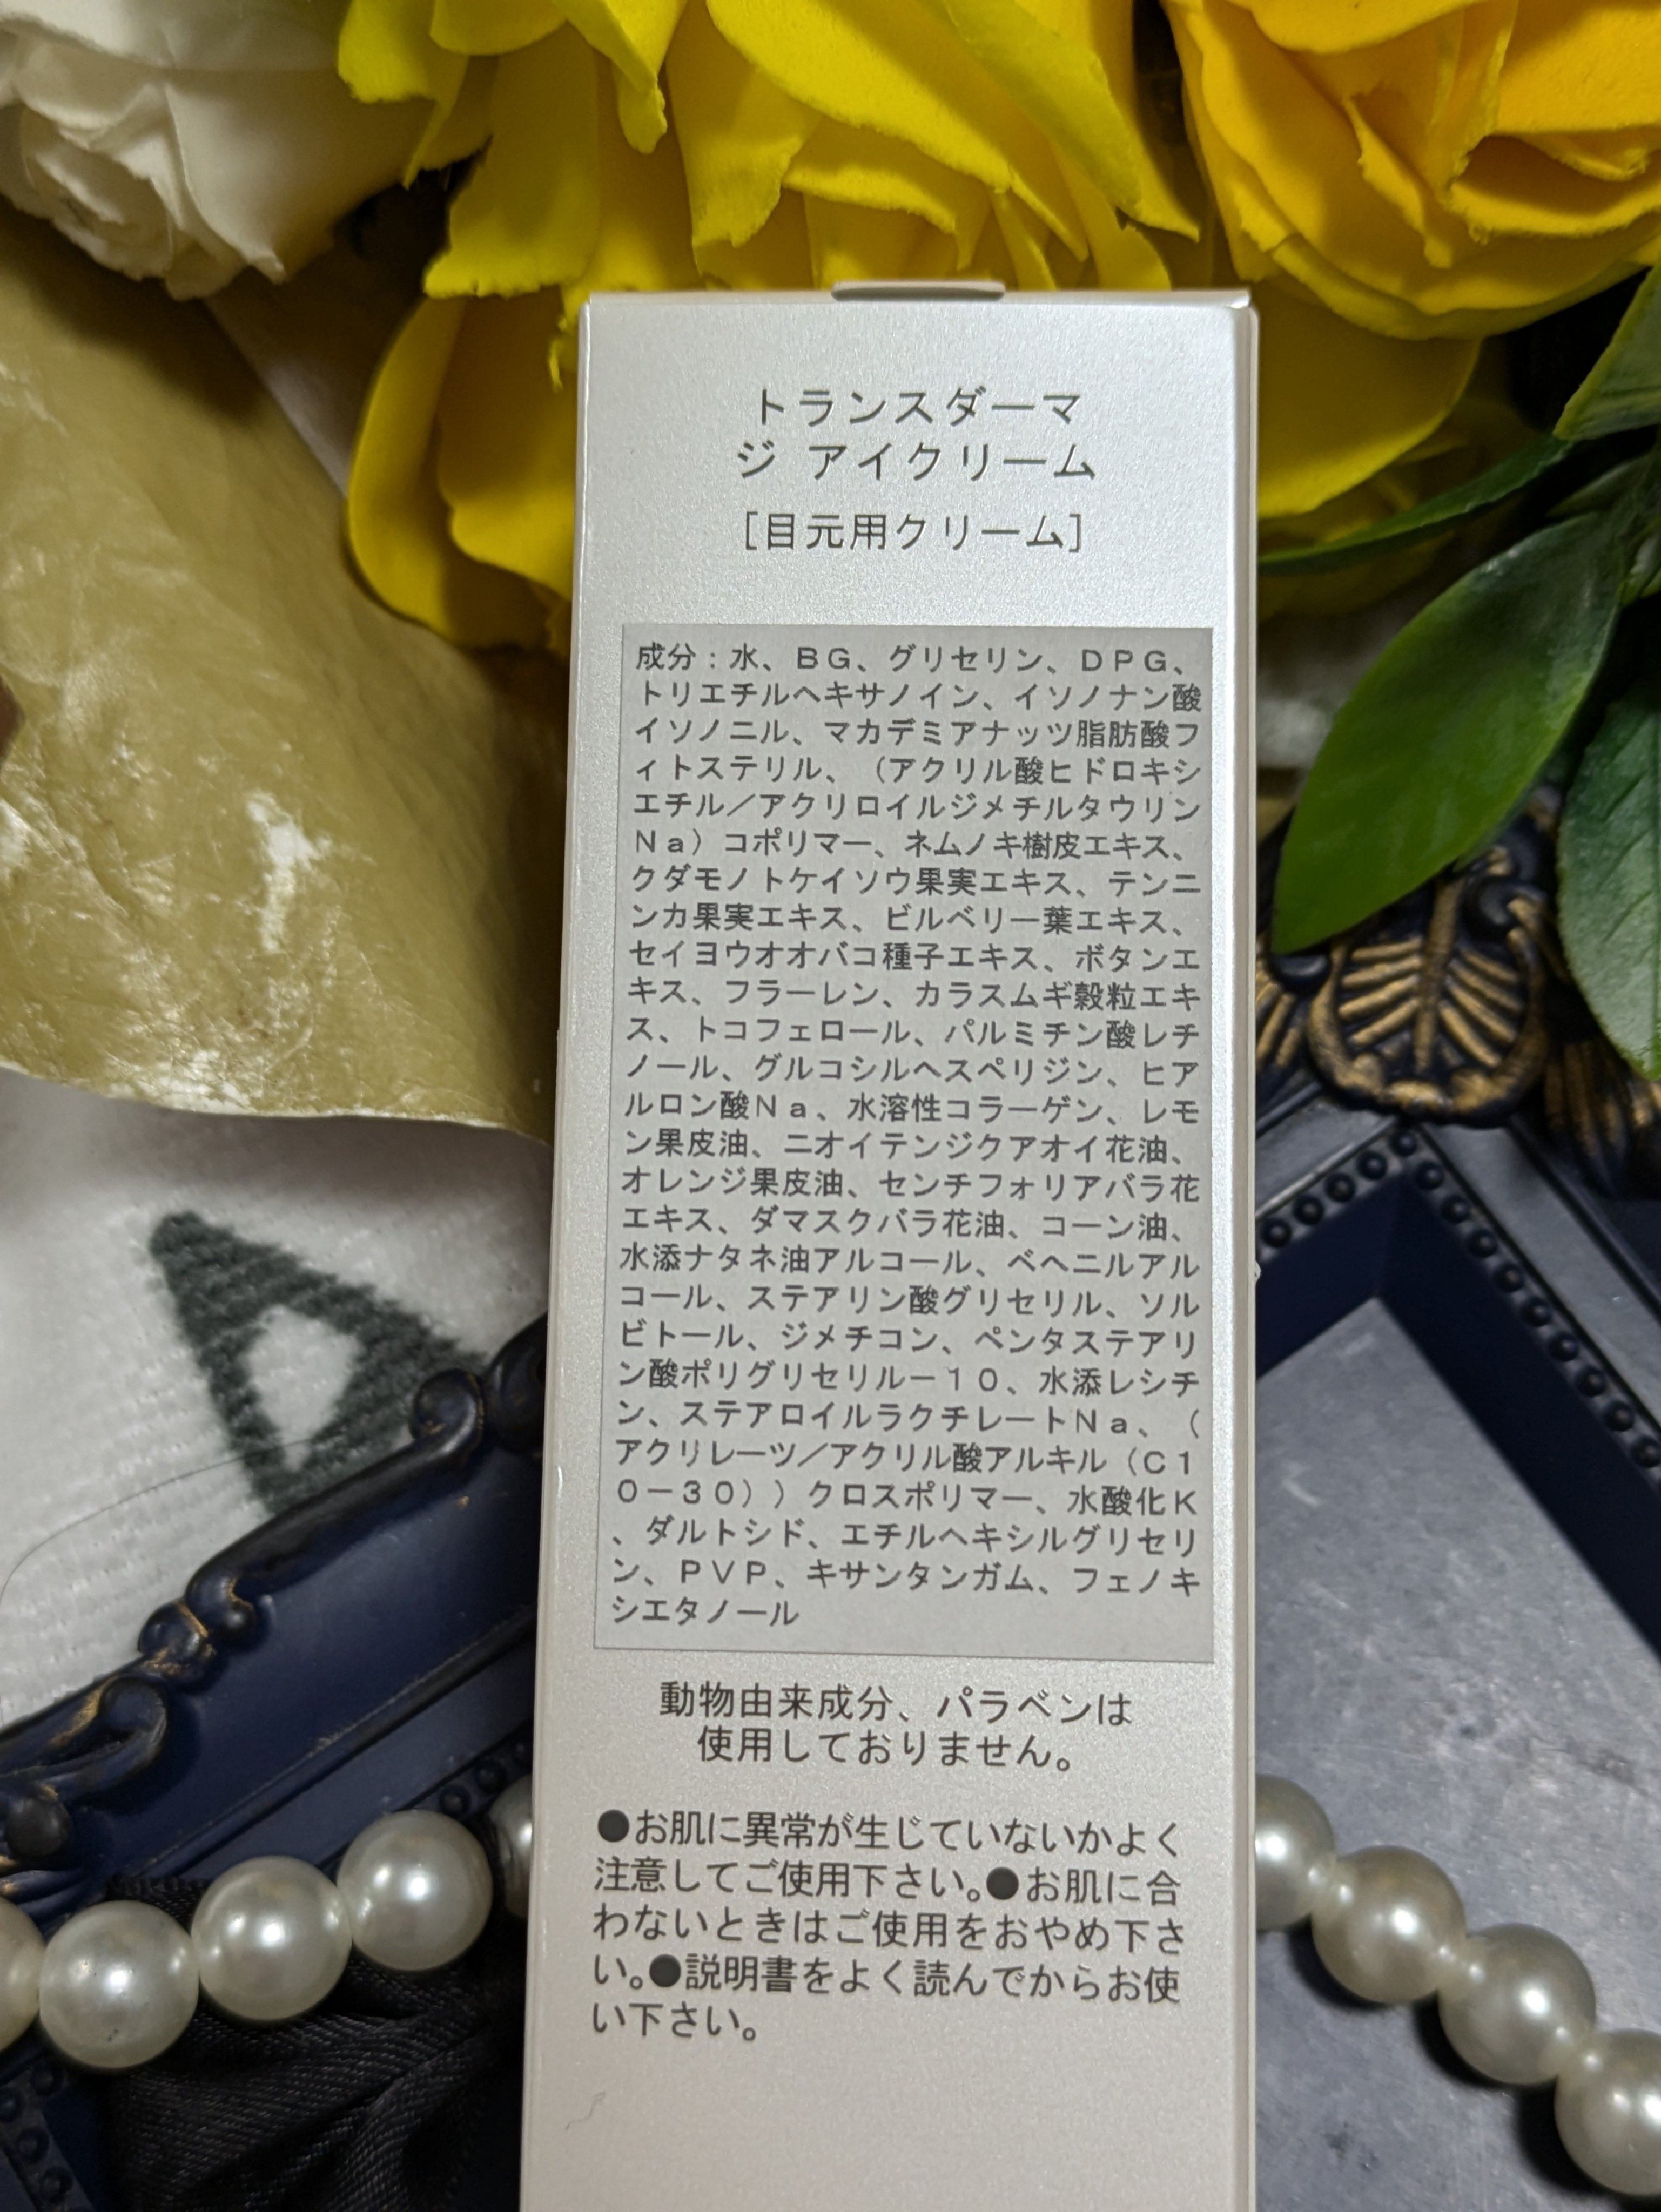 トランスダーマ
ジ アイクリーム
[目元用クリーム]
成分：水、ＢＧ、グリセリン、ＤＰＧ、
トリエチルヘキサノイン、イソノナン酸
イソノニル、マカデミアナッツ脂肪酸フ
ィトステリル、（アクリル酸ヒドロキシ
エチル／アクリロイルジメチルタウリン
Ｎａ）コポリマー、ネムノキ樹皮エキス、
クダモノトケイソウ果実エキス、テンニ
ンカ果実エキス、ビルベリー葉エキス、
セイヨウオオバコ種子エキス、ボタンエ
キス、フラーレン、カラスムギ穀粒エキ
ス、トコフェロール、パルミチン酸レチ
ノール、グルコシルヘスペリジン、ヒア
ルロン酸Ｎａ、水溶性コラーゲン、レモ
ン果皮油、ニオイテンジクアオイ花油、
オレンジ果皮油、センチフォリアバラ花
エキス、ダマスクバラ花油、コーン油、
水添ナタネ油アルコール、ベヘニルアル
コール、ステアリン酸グリセリル、ソル
ビトール、ジメチコン、ペンタステアリ
ン酸ポリグリセリル－１０、水添レシチ
ン、ステアロイルラクチレートＮａ、（
アクリレーツ／アクリル酸アルキル（Ｃ１
０－３０））クロスポリマー、水酸化Ｋ
、ダルトシド、エチルヘキシルグリセリ
ン、ＰＶＰ、キサンタンガム、フェノキ
シエタノール
動物由来成分、パラベンは
使用しておりません。
●お肌に異常が生じていないかよく
注意してご使用下さい。●お肌に合
わないときはご使用をおやめ下さ
い。●説明書をよく読んでからお使
い下さい。
A